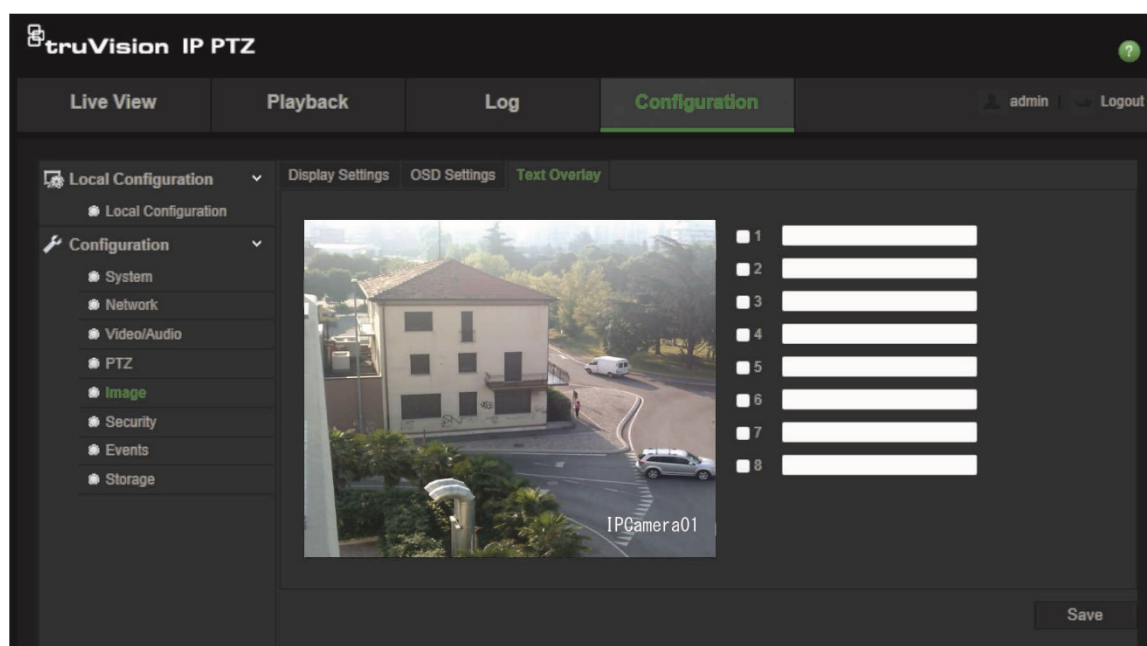 truVision IP PTZ
?
Live View Playback Log Configuration admin | Logout
Display Settings OSD Settings Text Overlay
Local Configuration
Local Configuration
Configuration
System
Network
Video/Audio
PTZ
Image
Security
Events
Storage
1
2
3
4
5
6
7
8
IPCamera01
Save